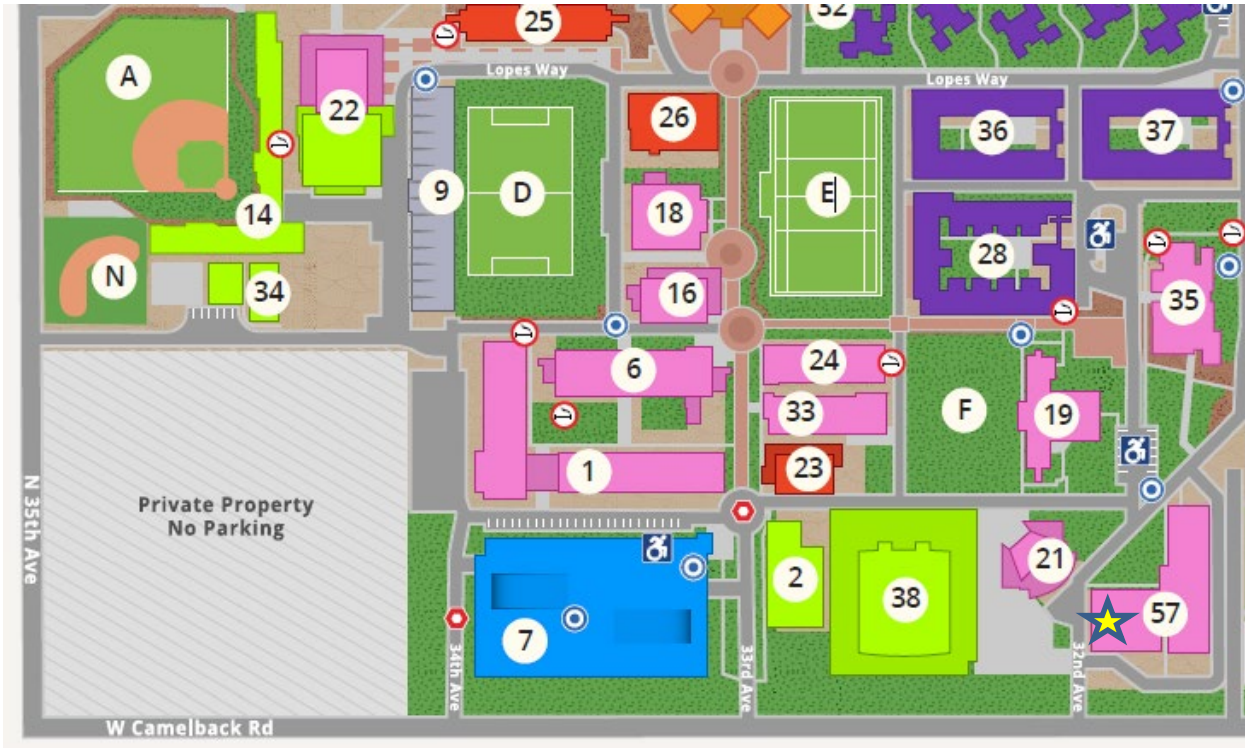 25
32
A
Lopes Way
Lopes Way
22
26
36
37
9
D
18
E
14
28
N
34
16
35
6
24
F
33
19
1
23
N 35th Ave
Private Property
No Parking
2
38
21
7
57
34th Ave
33rd Ave
32nd Ave
W Camelback Rd